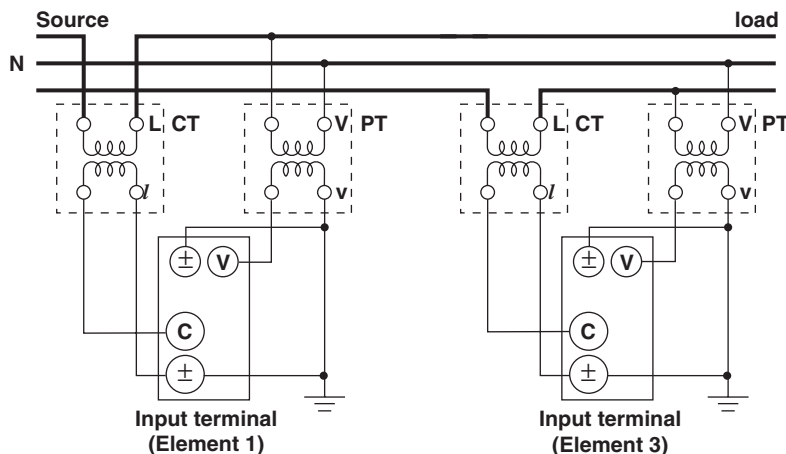 Source load
N
L CT V PT L CT V PT
l v l v
± V ± V
C C
± ±
Input terminal Input terminal
(Element 1) (Element 3)